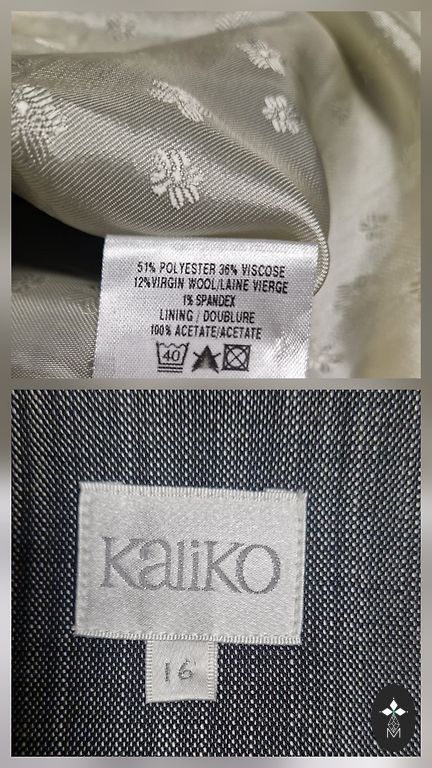 51% POLYESTER 36% VISCOSE
12%VIRGIN WOOL/LAINE VIERGE
1% SPANDEX
LINING / DOUBLURE
100% ACETATE/ACETATE
40
KaliKO
16
M